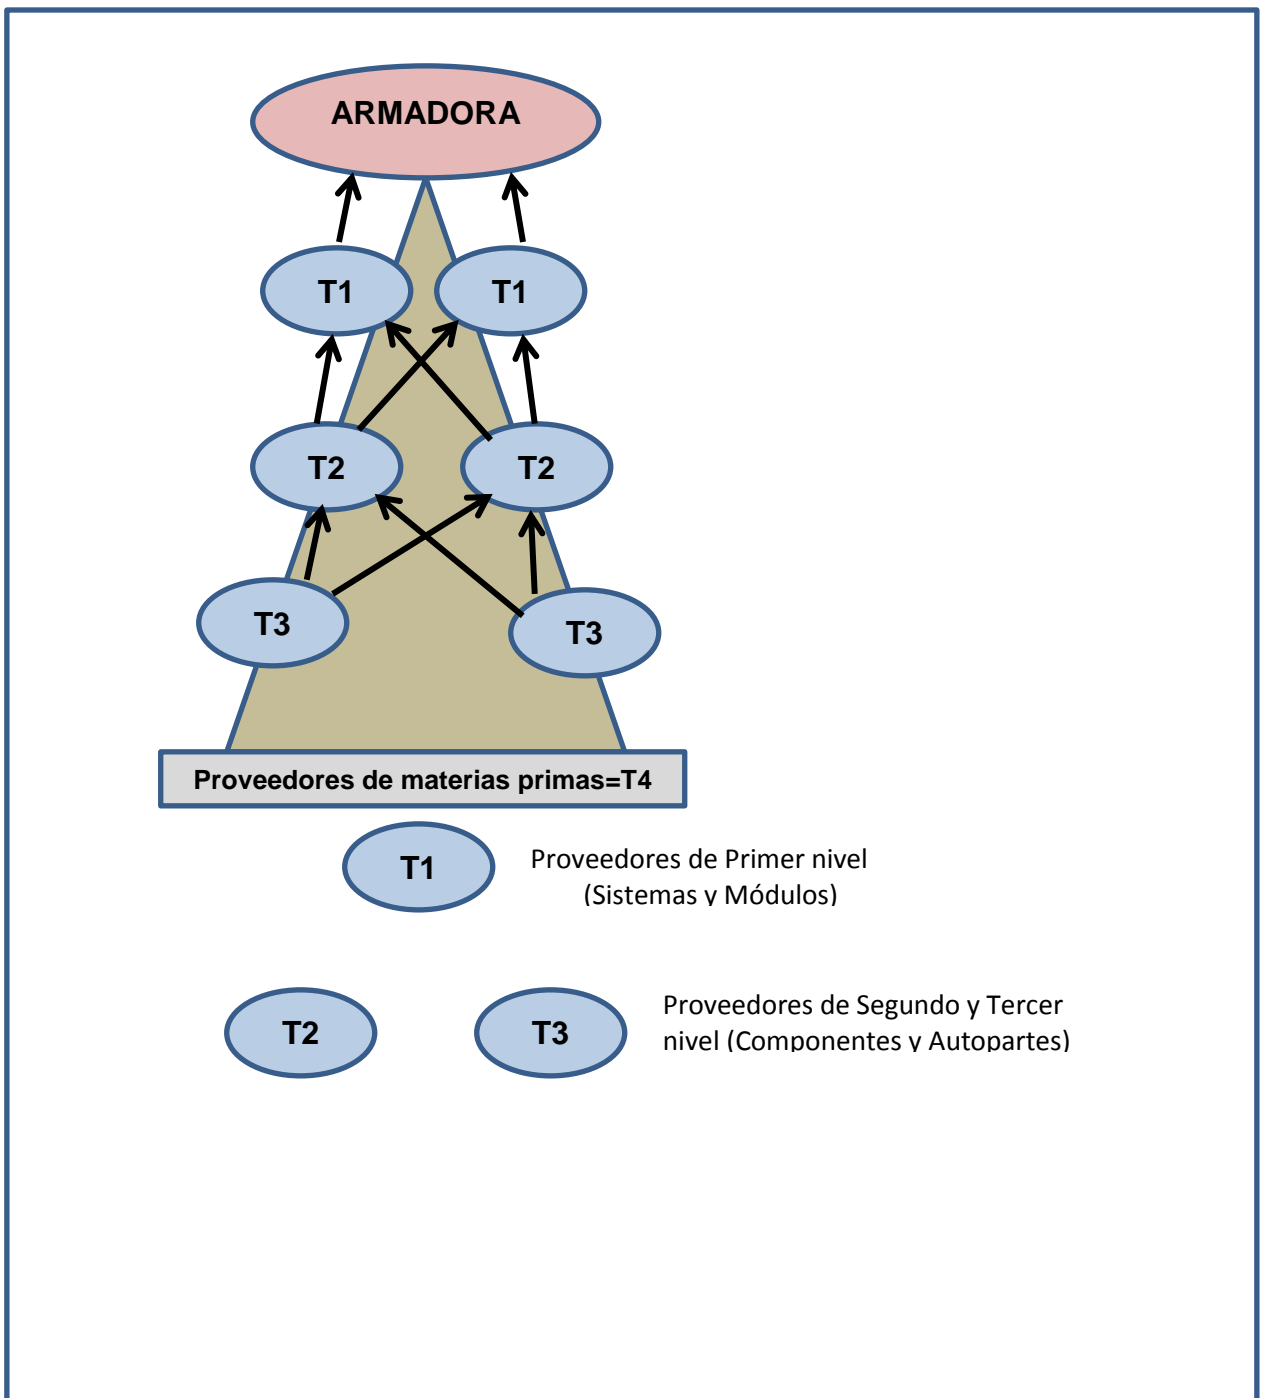 ARMADORA
T1 T1
T2 T2
T3
T3
Proveedores de materias primas=T4
T1
Proveedores de Primer nivel
(Sistemas y Módulos)
T2 T3
Proveedores de Segundo y Tercer
nivel (Componentes y Autopartes)